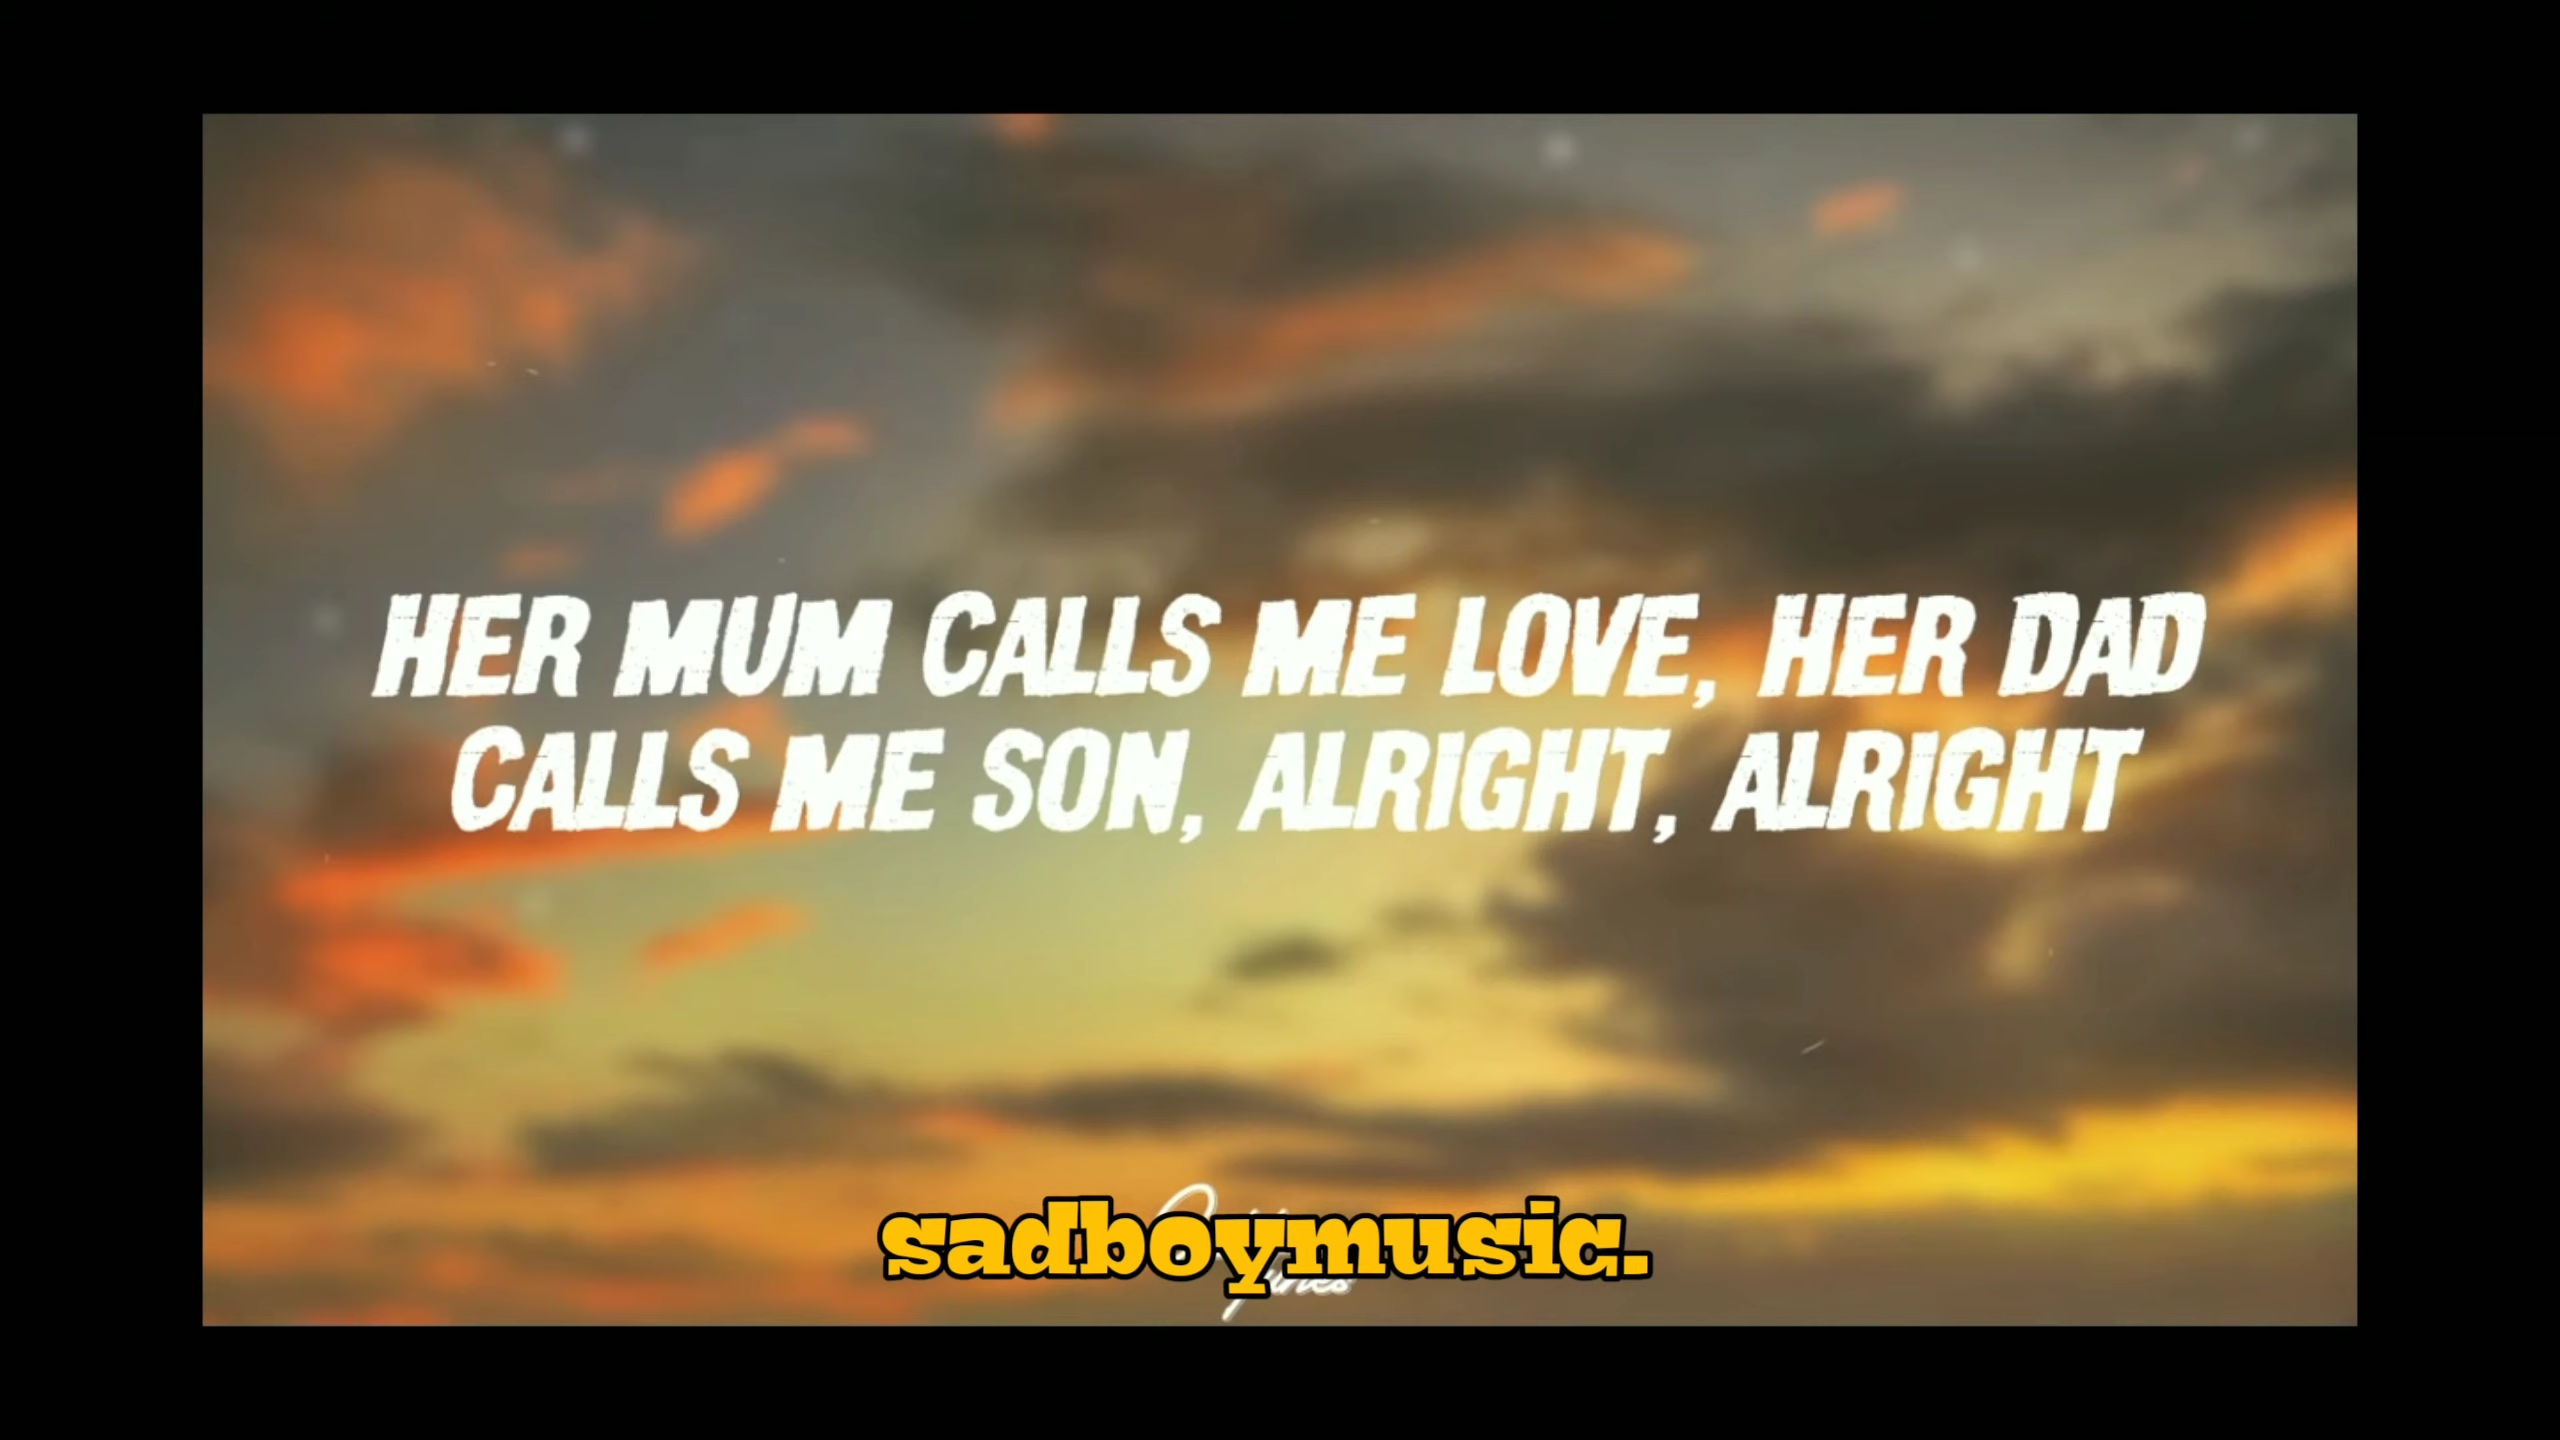 HER MUM CALLS ME LOVE, HER DAD
CALLS ME SON, ALRIGHT, ALRIGHT
sadboymusic.